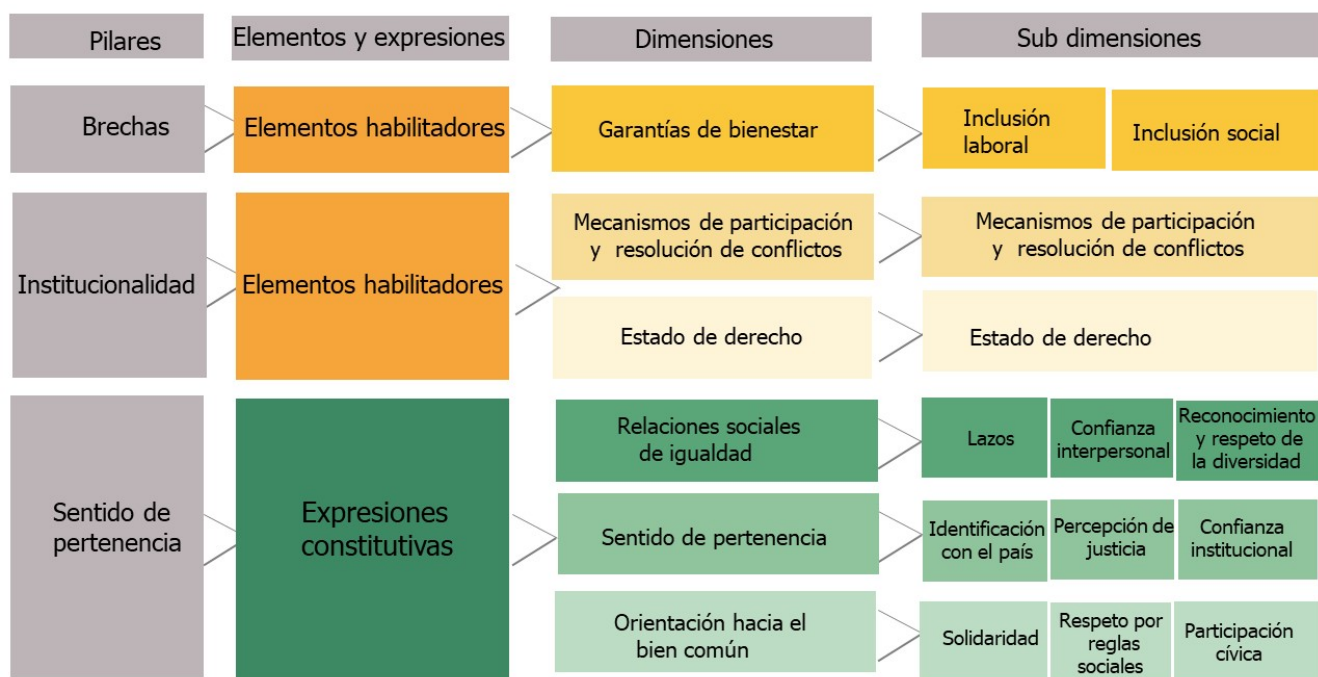 Pilares
Elementos y expresiones
Dimensiones
Sub dimensiones
Brechas
Elementos habilitadores
Garantías de bienestar
Inclusión
laboral
Inclusión social
Institucionalidad
Elementos habilitadores
Mecanismos de participación
y resolución de conflictos
Mecanismos de participación
y resolución de conflictos
Estado de derecho
Estado de derecho
Sentido de
pertenencia
Expresiones
constitutivas
Relaciones sociales
de igualdad
Lazos
Confianza
interpersonal
Reconocimiento
y respeto de
la diversidad
Sentido de pertenencia
Identificación
con el país
Percepción de
justicia
Confianza
institucional
Orientación hacia el
bien común
Solidaridad
Respeto por
reglas
sociales
Participación
cívica